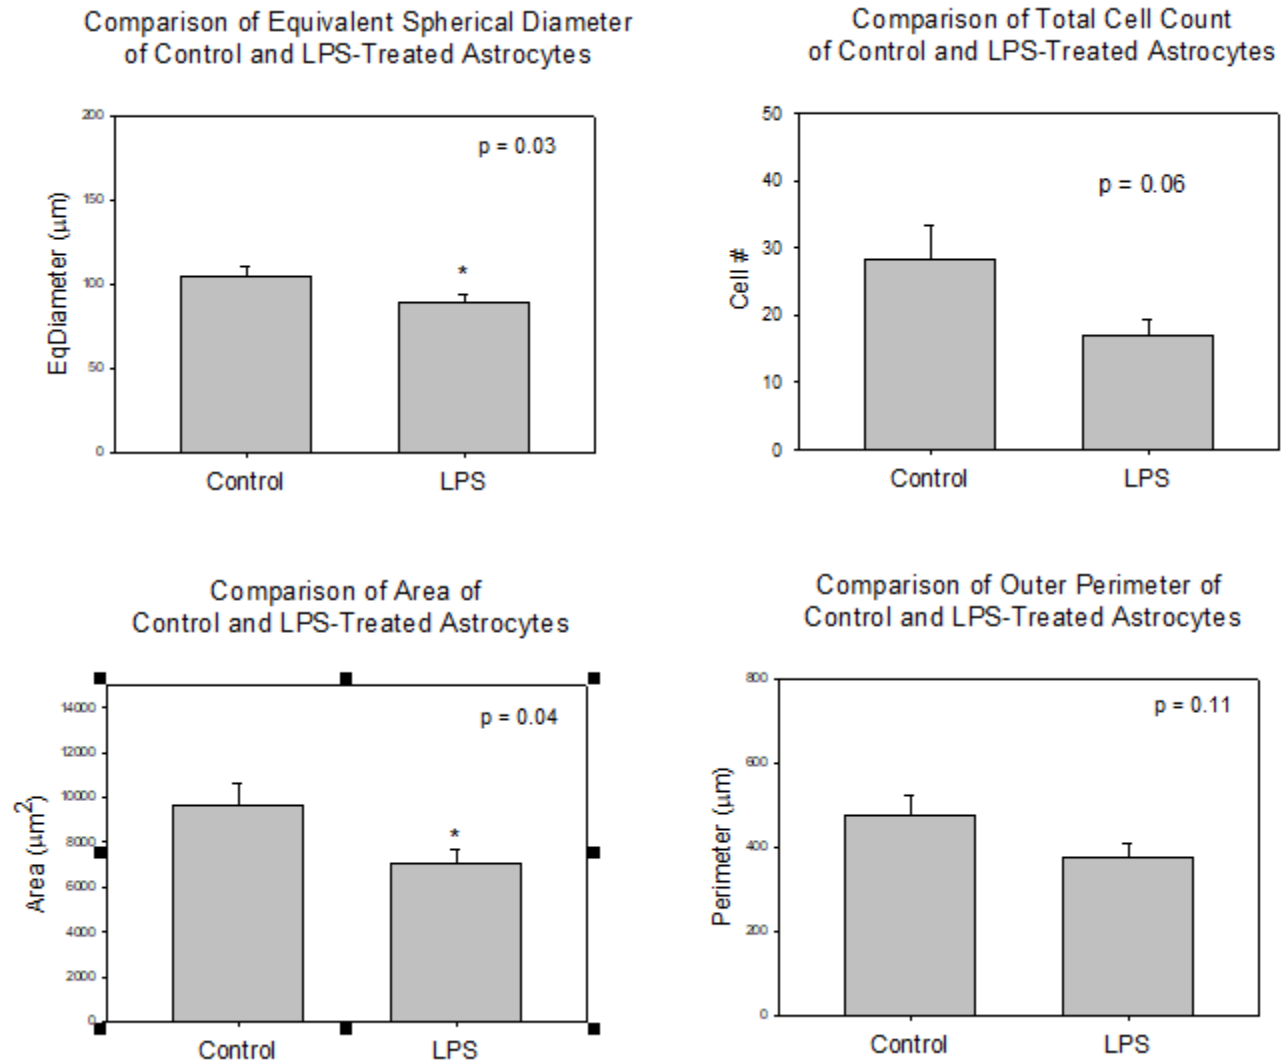 Comparison of Equivalent Spherical Diameter
of Control and LPS-Treated Astrocytes
200
150
100
50
0
EqDiameter (μm)
p = 0.03
*
Control
LPS
Comparison of Total Cell Count
of Control and LPS-Treated Astrocytes
50
40
30
20
10
0
Cell #
p = 0.06
Control
LPS
Comparison of Area of
Control and LPS-Treated Astrocytes
14000
12000
10000
8000
6000
4000
2000
0
Area (μm²)
p = 0.04
*
Control
LPS
Comparison of Outer Perimeter of
Control and LPS-Treated Astrocytes
800
600
400
200
0
Perimeter (μm)
p = 0.11
Control
LPS